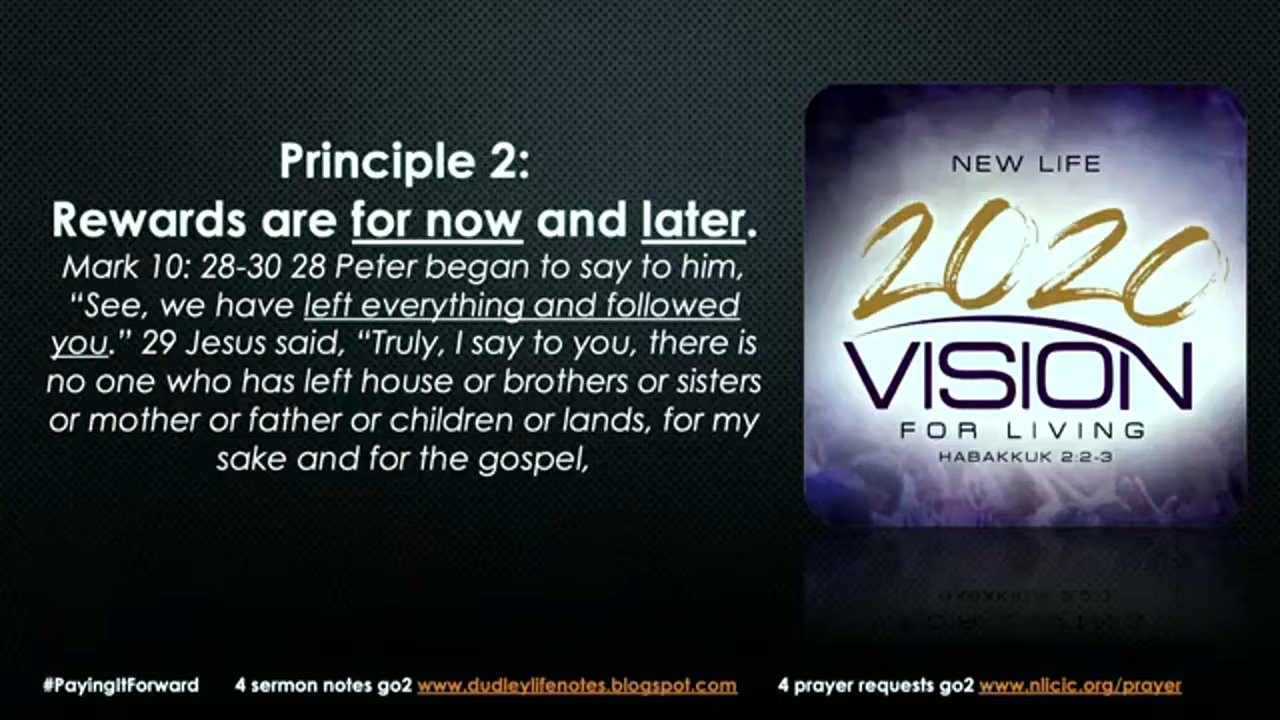 Principle 2:
Rewards are for now and later.
Mark 10: 28-30 28 Peter began to say to him,
“See, we have left everything and followed
you.” 29 Jesus said, “Truly, I say to you, there is
no one who has left house or brothers or sisters
or mother or father or children or lands, for my
sake and for the gospel,
NEW LIFE
2020
VISION
FOR LIVING
HABAKKUK 2:2-3
#PayingItForward 4 sermon notes go2 www.dudleylifenotes.blogspot.com 4 prayer requests go2 www.nlicic.org/prayer